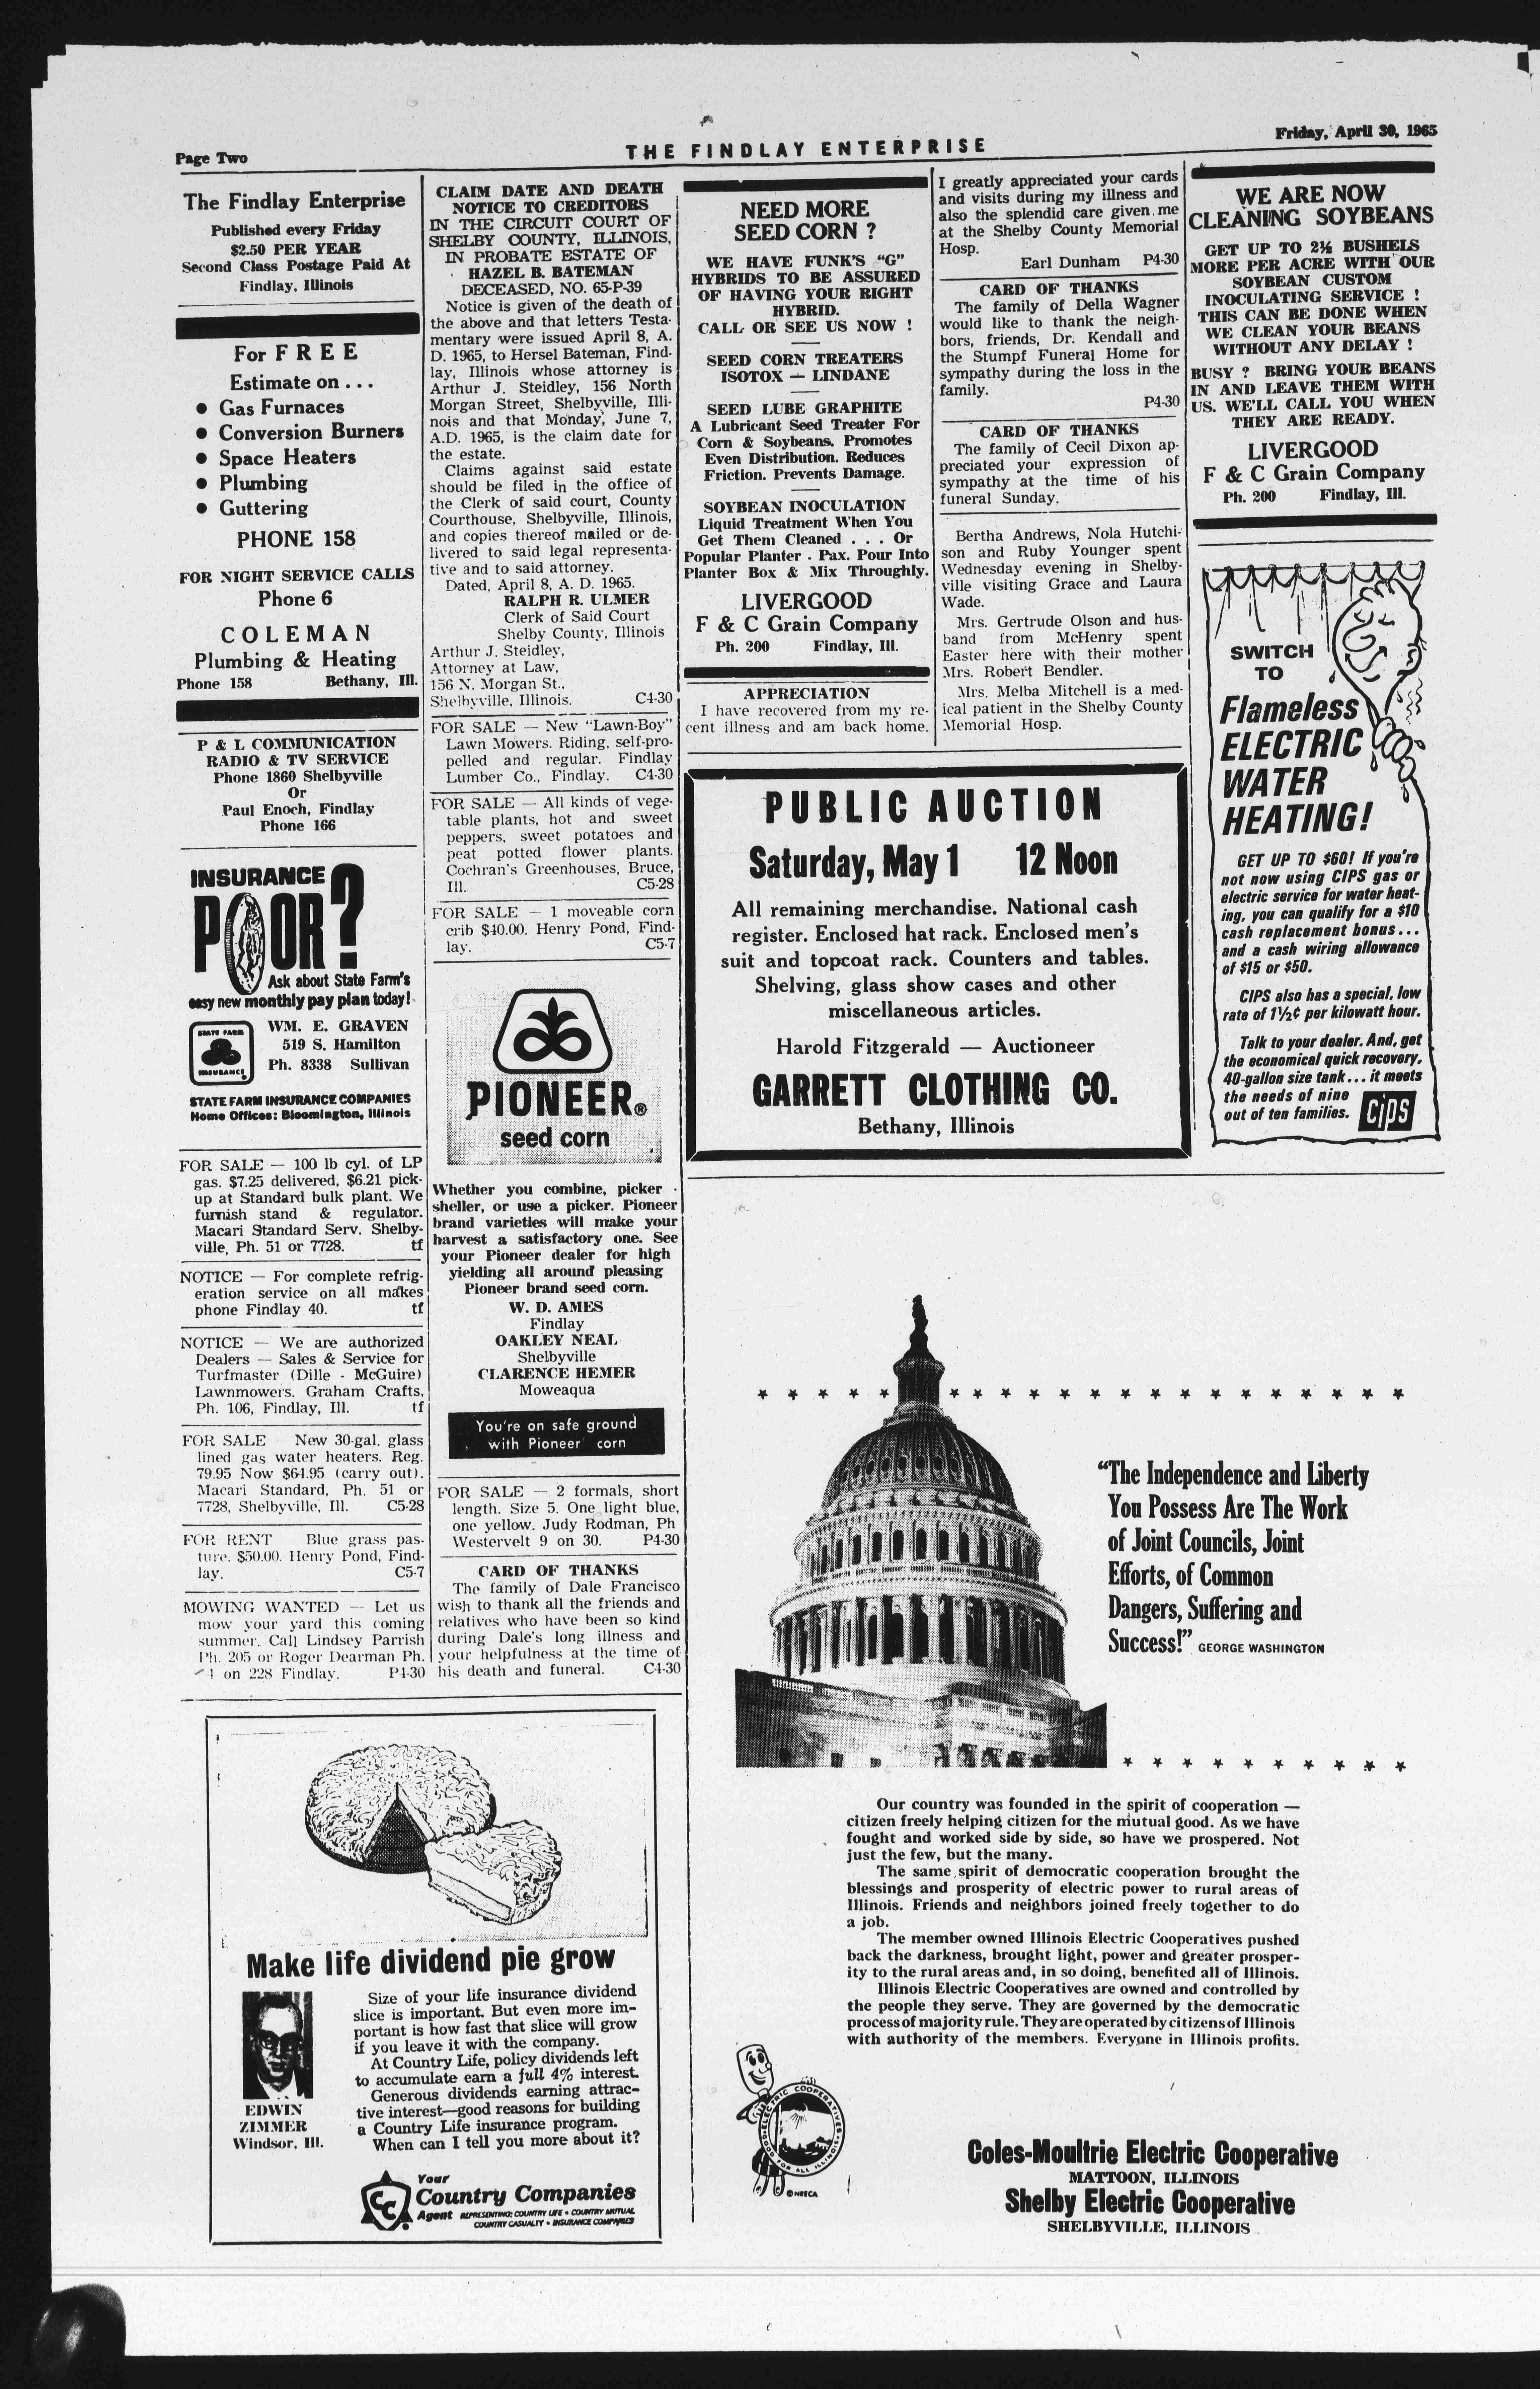 Page Two
THE FINDLAY ENTERPRISE
Friday, April 30, 1965
The Findlay Enterprise
Published every Friday
$2.50 PER YEAR
Second Class Postage Paid At
Findlay, Illinois
For FREE
Estimate on . . .
● Gas Furnaces
● Conversion Burners
● Space Heaters
● Plumbing
● Guttering
PHONE 158
FOR NIGHT SERVICE CALLS
Phone 6
COLEMAN
Plumbing & Heating
Phone 158 Bethany, Ill.
P & L COMMUNICATION
RADIO & TV SERVICE
Phone 1860 Shelbyville
Or
Paul Enoch, Findlay
Phone 166
INSURANCE
POOR?
Ask about State Farm's
easy new monthly pay plan today!
STATE FARM
INSURANCE
WM. E. GRAVEN
519 S. Hamilton
Ph. 8338 Sullivan
STATE FARM INSURANCE COMPANIES
Home Offices: Bloomington, Illinois
FOR SALE — 100 lb cyl. of LP
gas. $7.25 delivered, $6.21 pick-
up at Standard bulk plant. We
furnish stand & regulator.
Macari Standard Serv. Shelby-
ville, Ph. 51 or 7728. tf
NOTICE — For complete refrig-
eration service on all makes
phone Findlay 40. tf
NOTICE — We are authorized
Dealers — Sales & Service for
Turfmaster (Dille - McGuire)
Lawnmowers. Graham Crafts,
Ph. 106, Findlay, Ill. tf
FOR SALE New 30-gal. glass
lined gas water heaters. Reg.
79.95 Now $64.95 (carry out).
Macari Standard, Ph. 51 or
7728, Shelbyville, Ill. C5-28
FOR RENT Blue grass pas-
ture. $50.00. Henry Pond, Find-
lay. C5-7
MOWING WANTED — Let us
mow your yard this coming
summer. Call Lindsey Parrish
Ph. 205 or Roger Dearman Ph.
4 on 228 Findlay. P4-30
CLAIM DATE AND DEATH
NOTICE TO CREDITORS
IN THE CIRCUIT COURT OF
SHELBY COUNTY, ILLINOIS,
IN PROBATE ESTATE OF
HAZEL B. BATEMAN
DECEASED, NO. 65-P-39
Notice is given of the death of
the above and that letters Testa-
mentary were issued April 8, A.
D. 1965, to Hersel Bateman, Find-
lay, Illinois whose attorney is
Arthur J. Steidley, 156 North
Morgan Street, Shelbyville, Illi-
nois and that Monday, June 7,
A.D. 1965, is the claim date for
the estate.
Claims against said estate
should be filed in the office of
the Clerk of said court, County
Courthouse, Shelbyville, Illinois,
and copies thereof mailed or de-
livered to said legal representa-
tive and to said attorney.
Dated, April 8, A. D. 1965.
RALPH R. ULMER
Clerk of Said Court
Shelby County, Illinois
Arthur J. Steidley,
Attorney at Law,
156 N. Morgan St.,
Shelbyville, Illinois. C4-30
FOR SALE — New "Lawn-Boy"
Lawn Mowers. Riding, self-pro-
pelled and regular. Findlay
Lumber Co., Findlay. C4-30
FOR SALE — All kinds of vege-
table plants, hot and sweet
peppers, sweet potatoes and
peat potted flower plants.
Cochran's Greenhouses, Bruce,
Ill. C5-28
FOR SALE — 1 moveable corn
crib $40.00. Henry Pond, Find-
lay. C5-7
PIONEER®
seed corn
Whether you combine, picker -
sheller, or use a picker. Pioneer
brand varieties will make your
harvest a satisfactory one. See
your Pioneer dealer for high
yielding all around pleasing
Pioneer brand seed corn.
W. D. AMES
Findlay
OAKLEY NEAL
Shelbyville
CLARENCE HEMER
Moweaqua
You're on safe ground
with Pioneer corn
FOR SALE — 2 formals, short
length. Size 5. One light blue,
one yellow. Judy Rodman, Ph
Westervelt 9 on 30. P4-30
CARD OF THANKS
The family of Dale Francisco
wish to thank all the friends and
relatives who have been so kind
during Dale's long illness and
your helpfulness at the time of
his death and funeral. C4-30
NEED MORE
SEED CORN ?
WE HAVE FUNK'S "G"
HYBRIDS TO BE ASSURED
OF HAVING YOUR RIGHT
HYBRID.
CALL OR SEE US NOW !
SEED CORN TREATERS
ISOTOX — LINDANE
SEED LUBE GRAPHITE
A Lubricant Seed Treater For
Corn & Soybeans. Promotes
Even Distribution. Reduces
Friction. Prevents Damage.
SOYBEAN INOCULATION
Liquid Treatment When You
Get Them Cleaned . . . Or
Popular Planter - Pax. Pour Into
Planter Box & Mix Throughly.
LIVERGOOD
F & C Grain Company
Ph. 200 Findlay, Ill.
APPRECIATION
I have recovered from my re-
cent illness and am back home.
I greatly appreciated your cards
and visits during my illness and
also the splendid care given me
at the Shelby County Memorial
Hosp.
Earl Dunham P4-30
CARD OF THANKS
The family of Della Wagner
would like to thank the neigh-
bors, friends, Dr. Kendall and
the Stumpf Funeral Home for
sympathy during the loss in the
family.
P4-30
CARD OF THANKS
The family of Cecil Dixon ap-
preciated your expression of
sympathy at the time of his
funeral Sunday.
Bertha Andrews, Nola Hutchi-
son and Ruby Younger spent
Wednesday evening in Shelby-
ville visiting Grace and Laura
Wade.
Mrs. Gertrude Olson and hus-
band from McHenry spent
Easter here with their mother
Mrs. Robert Bendler.
Mrs. Melba Mitchell is a med-
ical patient in the Shelby County
Memorial Hosp.
WE ARE NOW
CLEANING SOYBEANS
GET UP TO 2½ BUSHELS
MORE PER ACRE WITH OUR
SOYBEAN CUSTOM
INOCULATING SERVICE !
THIS CAN BE DONE WHEN
WE CLEAN YOUR BEANS
WITHOUT ANY DELAY !
BUSY ? BRING YOUR BEANS
IN AND LEAVE THEM WITH
US. WE'LL CALL YOU WHEN
THEY ARE READY.
LIVERGOOD
F & C Grain Company
Ph. 200 Findlay, Ill.
SWITCH
TO
Flameless
ELECTRIC
WATER
HEATING!
GET UP TO $60! If you're
not now using CIPS gas or
electric service for water heat-
ing, you can qualify for a $10
cash replacement bonus...
and a cash wiring allowance
of $15 or $50.
CIPS also has a special, low
rate of 1½¢ per kilowatt hour.
Talk to your dealer. And, get
the economical quick recovery,
40-gallon size tank... it meets
the needs of nine
out of ten families.
CIPS
PUBLIC AUCTION
Saturday, May 1 12 Noon
All remaining merchandise. National cash
register. Enclosed hat rack. Enclosed men's
suit and topcoat rack. Counters and tables.
Shelving, glass show cases and other
miscellaneous articles.
Harold Fitzgerald — Auctioneer
GARRETT CLOTHING CO.
Bethany, Illinois
"The Independence and Liberty
You Possess Are The Work
of Joint Councils, Joint
Efforts, of Common
Dangers, Suffering and
Success!" GEORGE WASHINGTON
Our country was founded in the spirit of cooperation —
citizen freely helping citizen for the mutual good. As we have
fought and worked side by side, so have we prospered. Not
just the few, but the many.
The same spirit of democratic cooperation brought the
blessings and prosperity of electric power to rural areas of
Illinois. Friends and neighbors joined freely together to do
a job.
The member owned Illinois Electric Cooperatives pushed
back the darkness, brought light, power and greater prosper-
ity to the rural areas and, in so doing, benefited all of Illinois.
Illinois Electric Cooperatives are owned and controlled by
the people they serve. They are governed by the democratic
process of majority rule. They are operated by citizens of Illinois
with authority of the members. Everyone in Illinois profits.
ELECTRIC COOPERATIVES
GOOD FOR ALL ILLINOIS
©NRECA
Coles-Moultrie Electric Cooperative
MATTOON, ILLINOIS
Shelby Electric Cooperative
SHELBYVILLE, ILLINOIS
Make life dividend pie grow
EDWIN
ZIMMER
Windsor, Ill.
Size of your life insurance dividend
slice is important. But even more im-
portant is how fast that slice will grow
if you leave it with the company.
At Country Life, policy dividends left
to accumulate earn a full 4% interest.
Generous dividends earning attrac-
tive interest—good reasons for building
a Country Life insurance program.
When can I tell you more about it?
CC
Your
Country Companies
Agent REPRESENTING: COUNTRY LIFE • COUNTRY MUTUAL
COUNTRY CASUALTY • INSURANCE COMPANIES